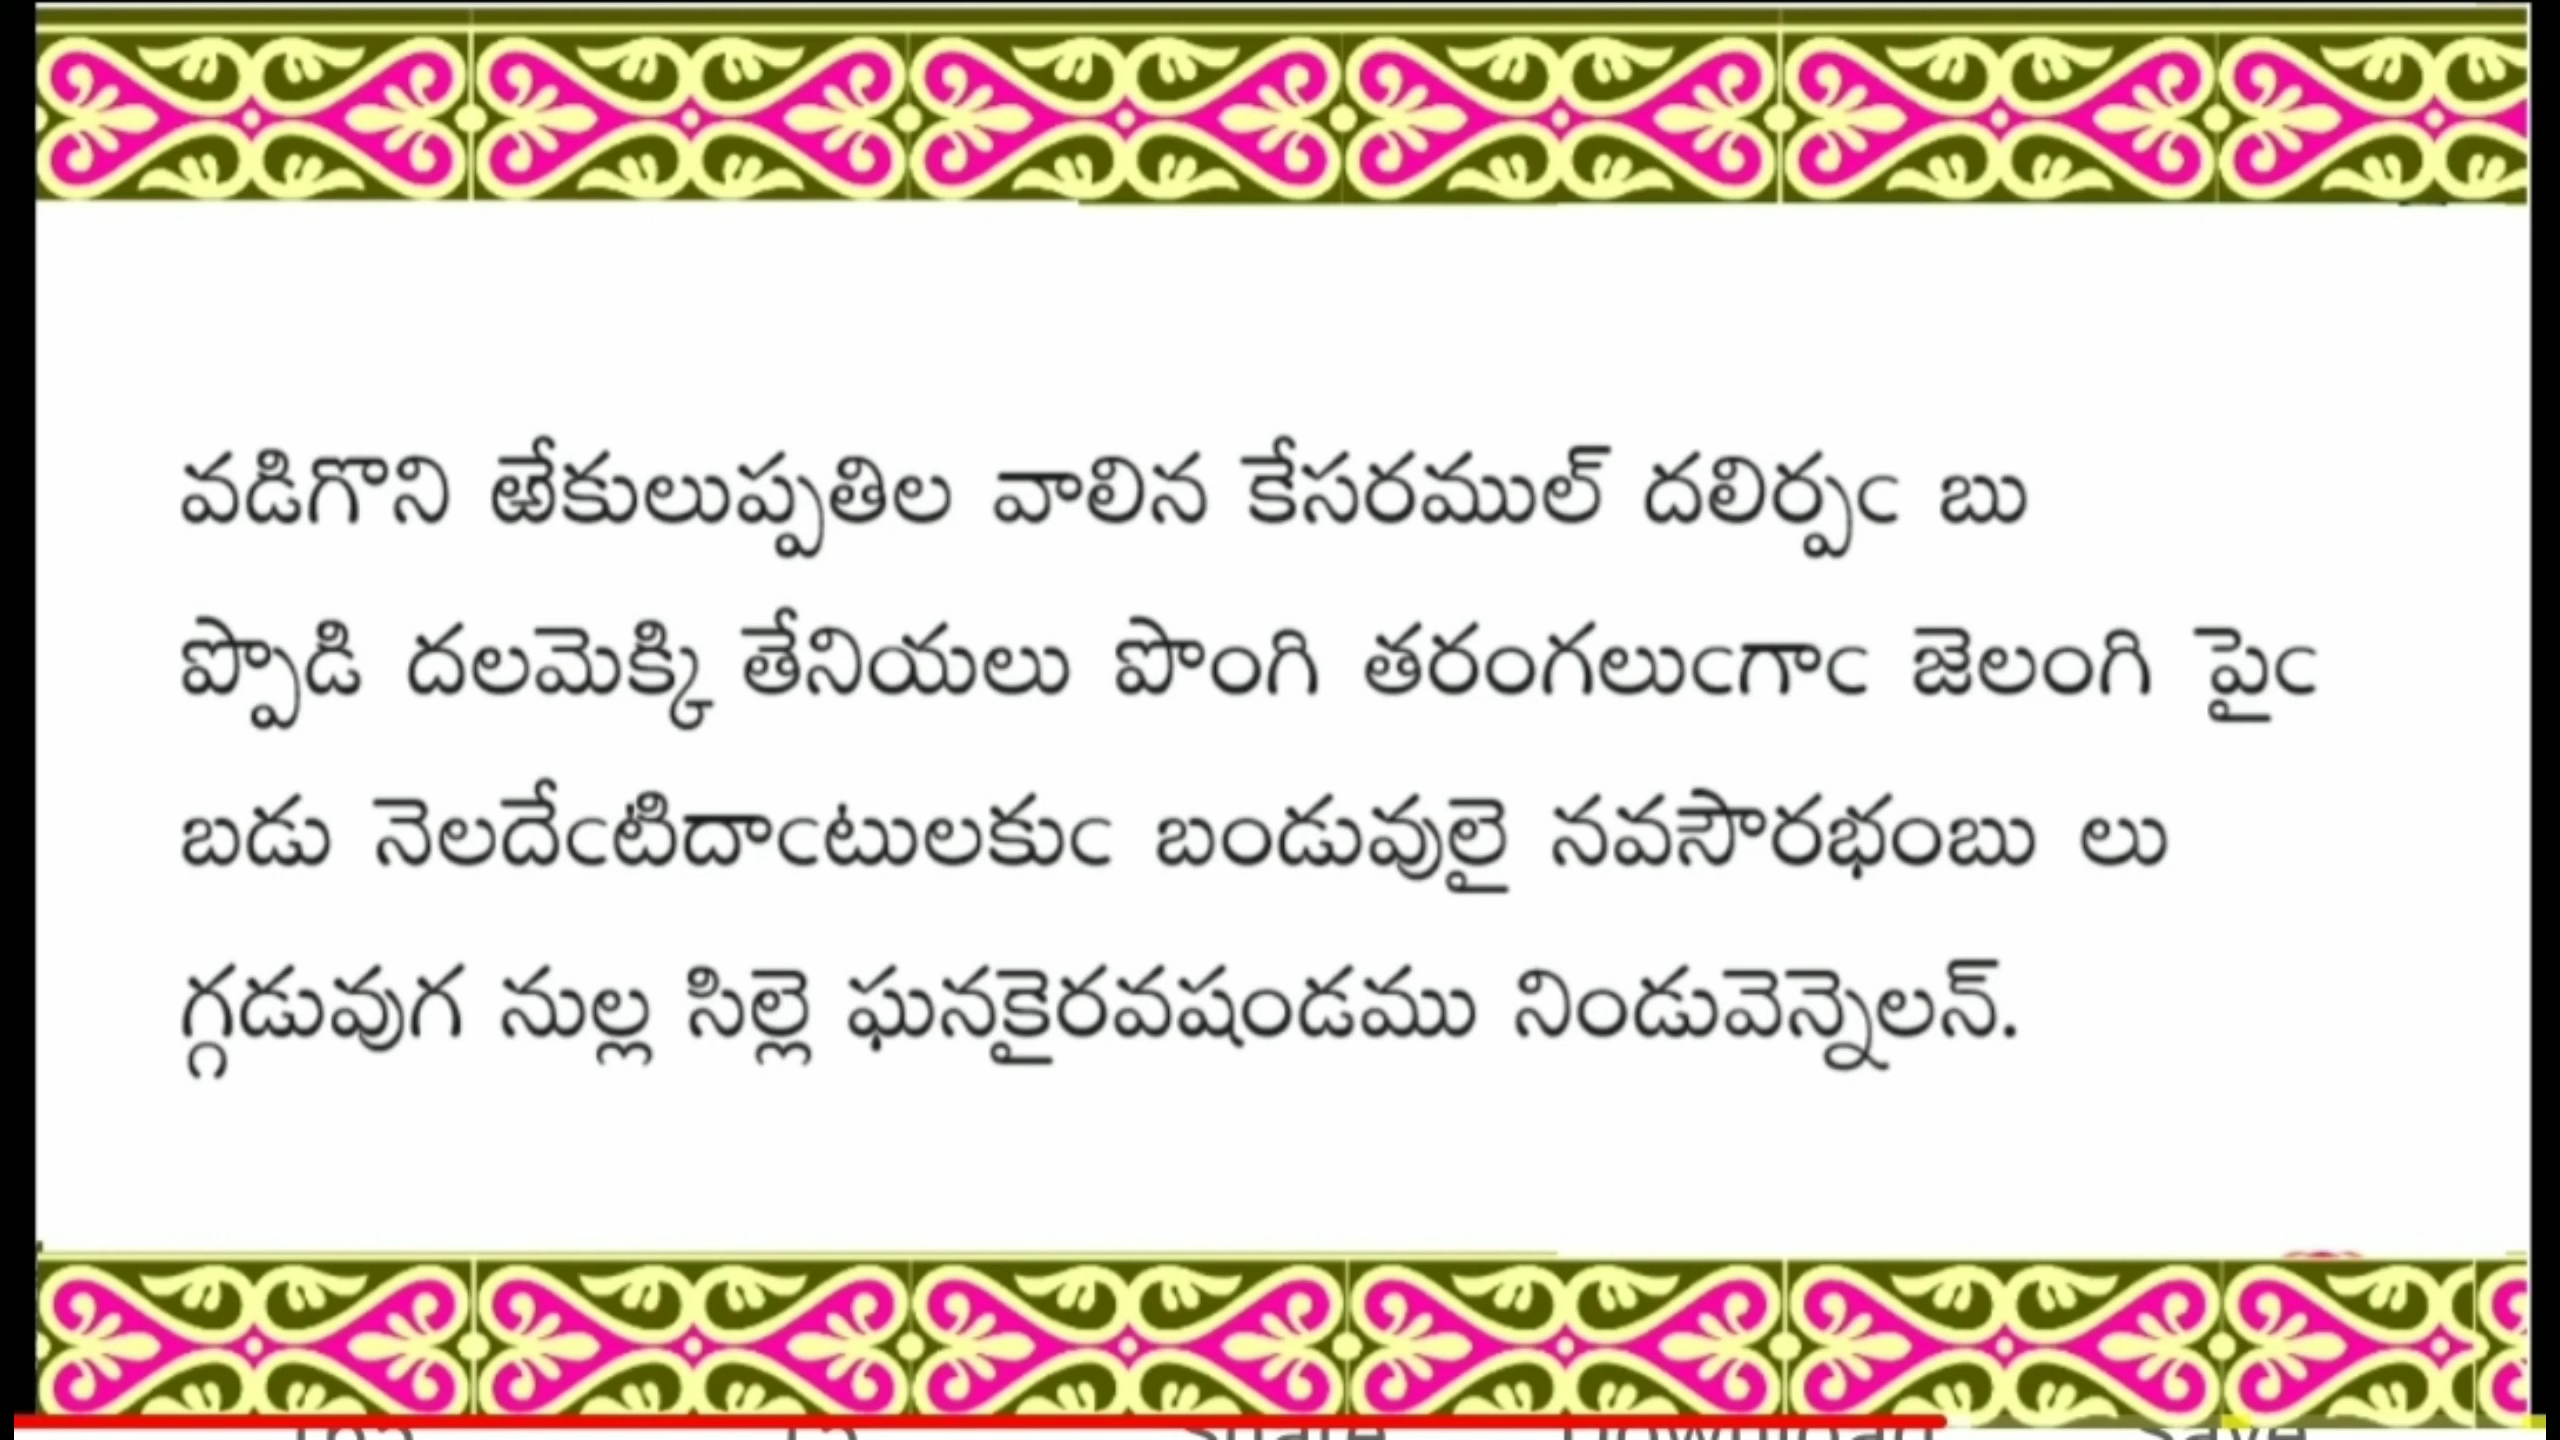 వడిగొని ఱేకులుప్పతిల వాలిన కేసరముల్ దలిర్పఁ బు
ప్పొడి దలమెక్కి తేనియలు పొంగి తరంగలుఁగాఁ జెలంగి పైఁ
బడు నెలదేఁటిదాఁటులకుఁ బండువులై నవసౌరభంబు లు
గ్గడువుగ నుల్ల సిల్లె ఘనకైరవషండము నిండువెన్నెలన్.